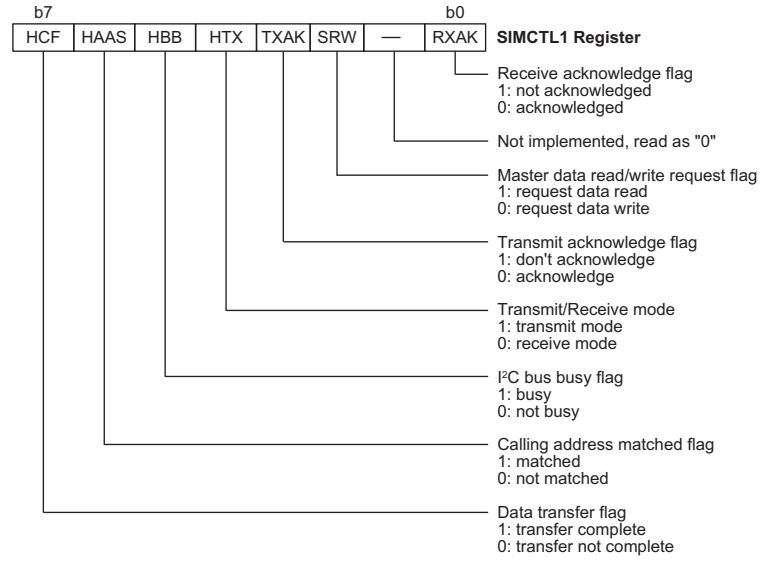 b7 b0
HCF HAAS HBB HTX TXAK SRW — RXAK SIMCTL1 Register
Receive acknowledge flag
1: not acknowledged
0: acknowledged
Not implemented, read as "0"
Master data read/write request flag
1: request data read
0: request data write
Transmit acknowledge flag
1: don't acknowledge
0: acknowledge
Transmit/Receive mode
1: transmit mode
0: receive mode
I²C bus busy flag
1: busy
0: not busy
Calling address matched flag
1: matched
0: not matched
Data transfer flag
1: transfer complete
0: transfer not complete